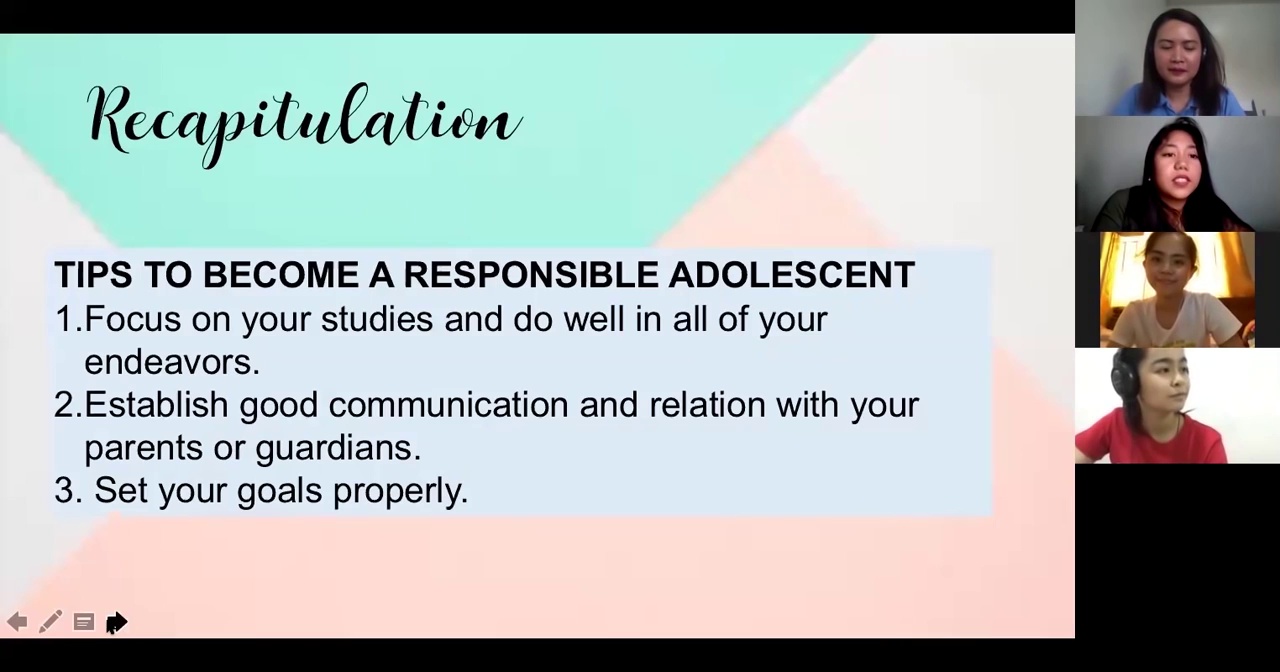 Recapitulation
TIPS TO BECOME A RESPONSIBLE ADOLESCENT
1.Focus on your studies and do well in all of your
endeavors.
2.Establish good communication and relation with your
parents or guardians.
3. Set your goals properly.